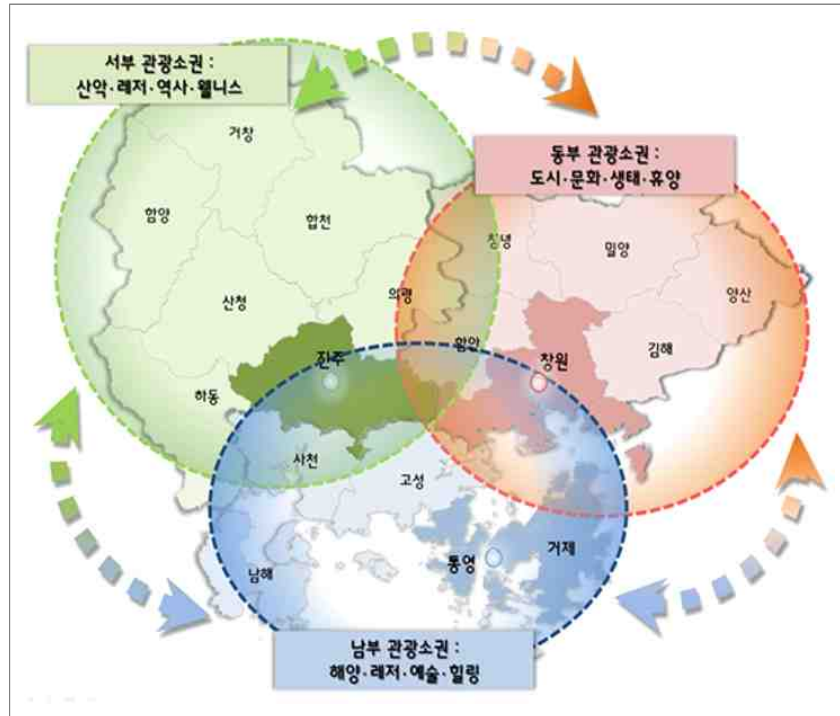 서부 관광소권 :
산악·레저·역사·웰니스
동부 관광소권 :
도시·문화·생태·휴양
거창
함양
합천
창녕
밀양
산청
의령
양산
함안
김해
진주
창원
하동
사천
고성
통영
거제
남해
남부 관광소권 :
해양·레저·예술·힐링